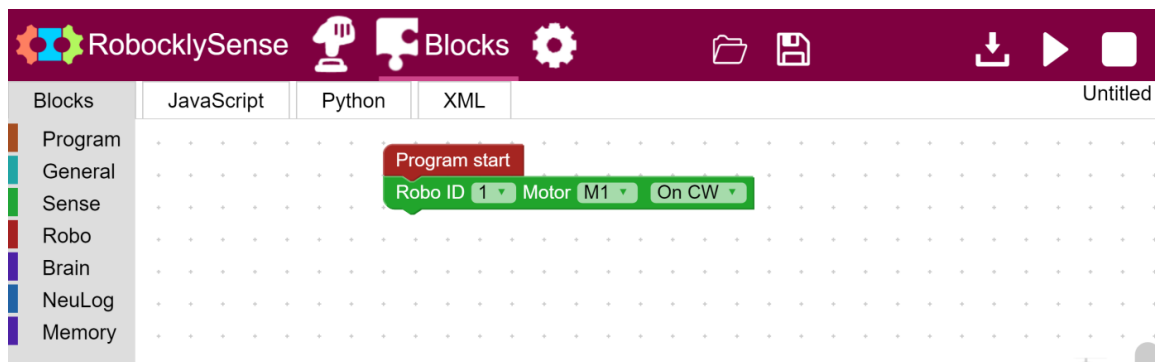 RobocklySense Blocks
Blocks JavaScript Python XML Untitled
Program
General
Sense
Robo
Brain
NeuLog
Memory
Program start
Robo ID 1 Motor M1 On CW